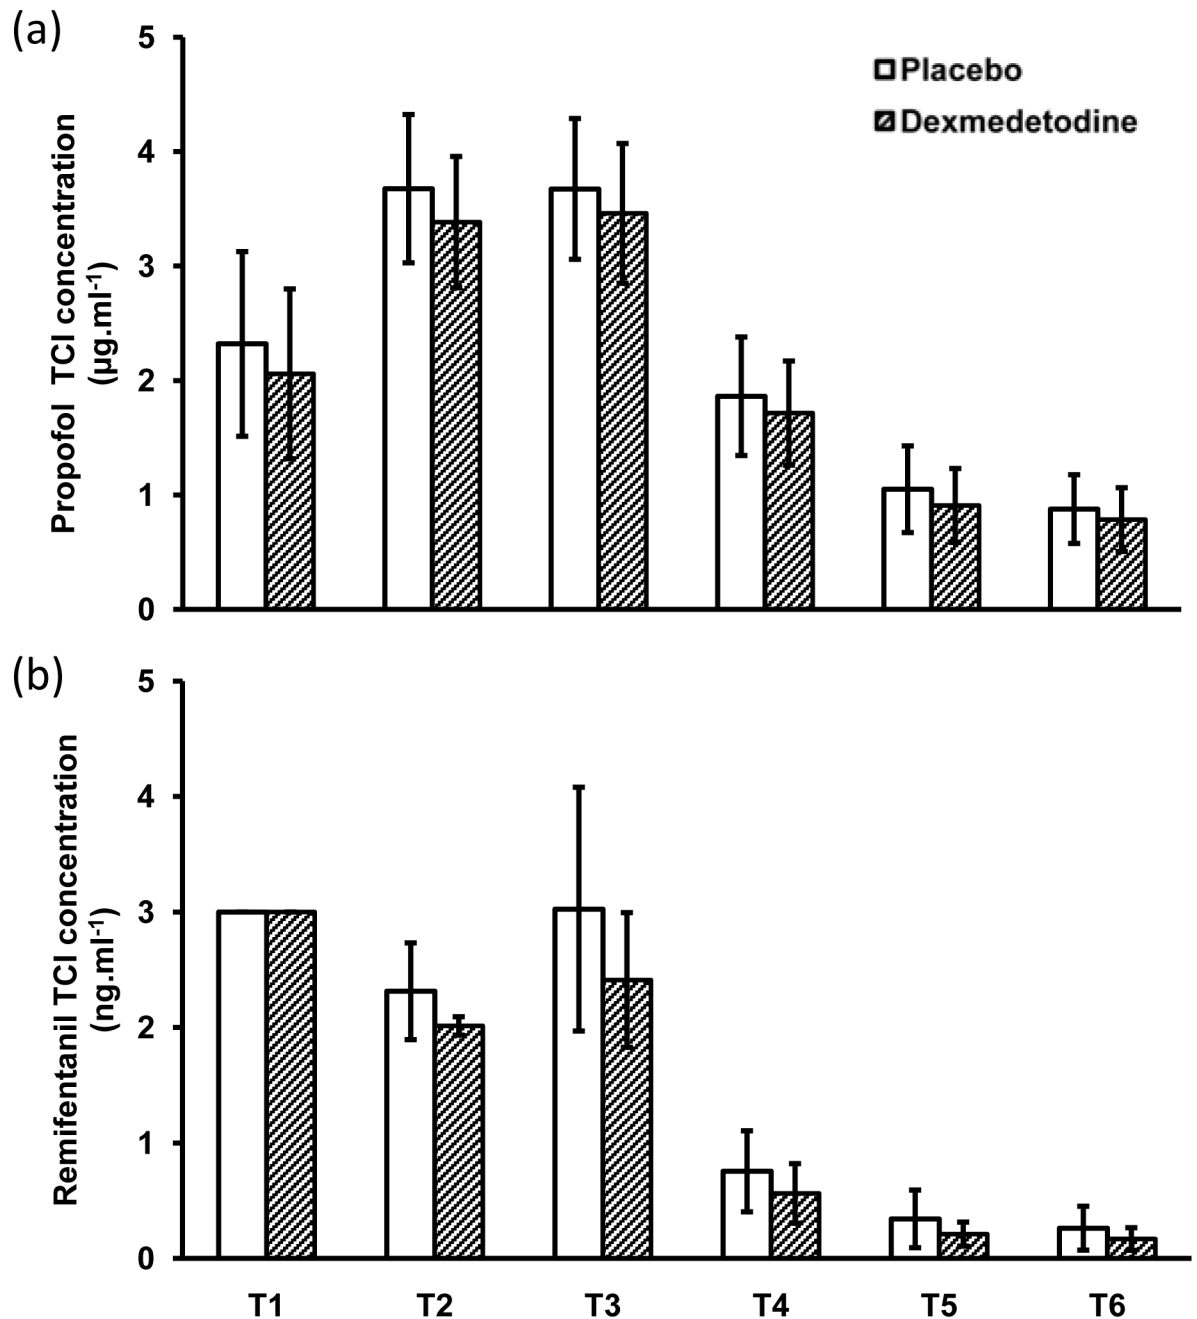 (a)
Propofol TCI concentration
(µg.ml-1)
5
4
3
2
1
0
Placebo
Dexmedetodine
(b)
Remifentanil TCI concentration
(ng.ml-1)
5
4
3
2
1
0
T1 T2 T3 T4 T5 T6